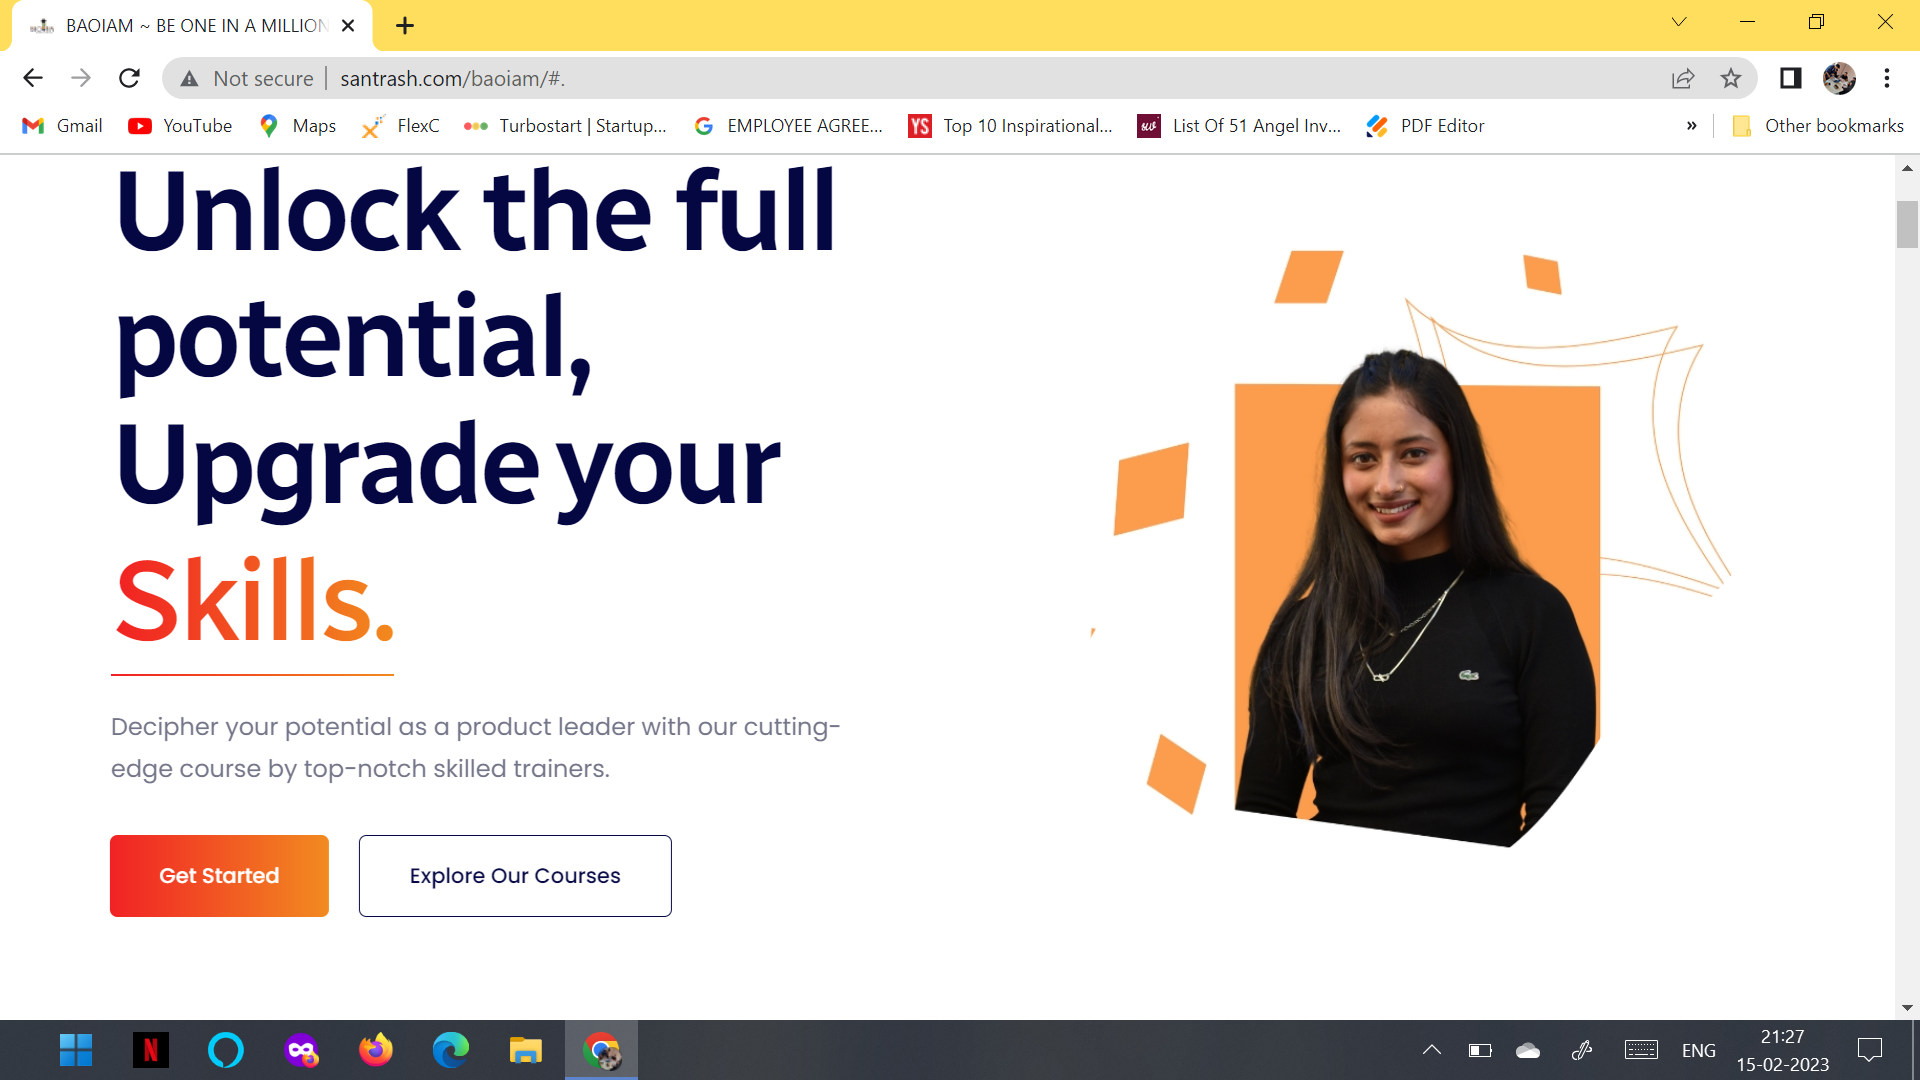 BAOIAM ~ BE ONE IN A MILLION
Not secure | santrash.com/baoiam/#.
Gmail YouTube Maps FlexC Turbostart | Startup... EMPLOYEE AGREE... YS Top 10 Inspirational... List Of 51 Angel Inv... PDF Editor » Other bookmarks
Unlock the full
potential,
Upgrade your
Skills.
Decipher your potential as a product leader with our cutting-
edge course by top-notch skilled trainers.
Get Started Explore Our Courses
N
ENG 21:27
15-02-2023